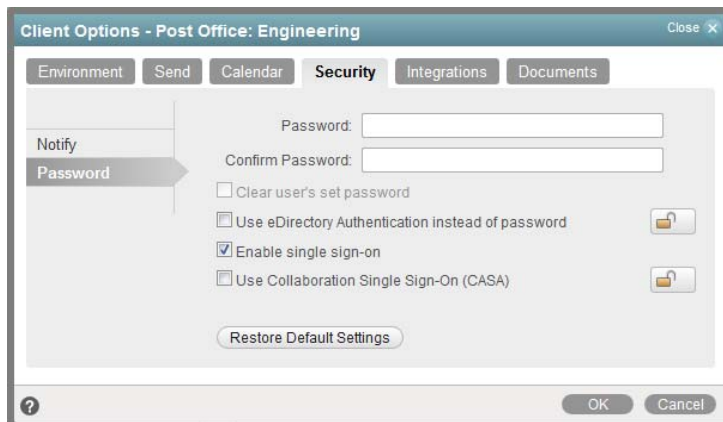 Client Options - Post Office: Engineering
Close X
Environment Send Calendar Security Integrations Documents
Notify
Password
Password:
Confirm Password:
Clear user's set password
Use eDirectory Authentication instead of password
Enable single sign-on
Use Collaboration Single Sign-On (CASA)
Restore Default Settings
?
OK Cancel